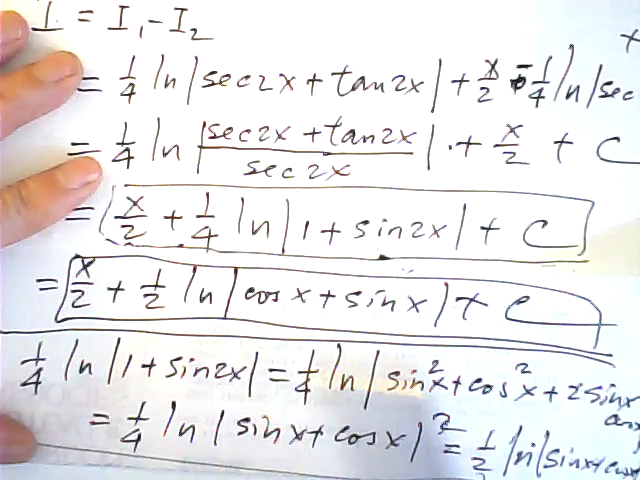 I = I₁ - I₂
= 1/4 ln|sec2x + tan2x| + x/2 - 1/4 ln|sec
= 1/4 ln|(sec2x + tan2x)/sec2x| + x/2 + C
= x/2 + 1/4 ln|1 + sin2x| + C
= x/2 + 1/2 ln|cos x + sin x| + C
1/4 ln|1 + sin2x| = 1/4 ln|sin²x + cos²x + 2sinx cosx
= 1/4 ln|sin x + cos x|² = 1/2 ln|sinx + cosx|